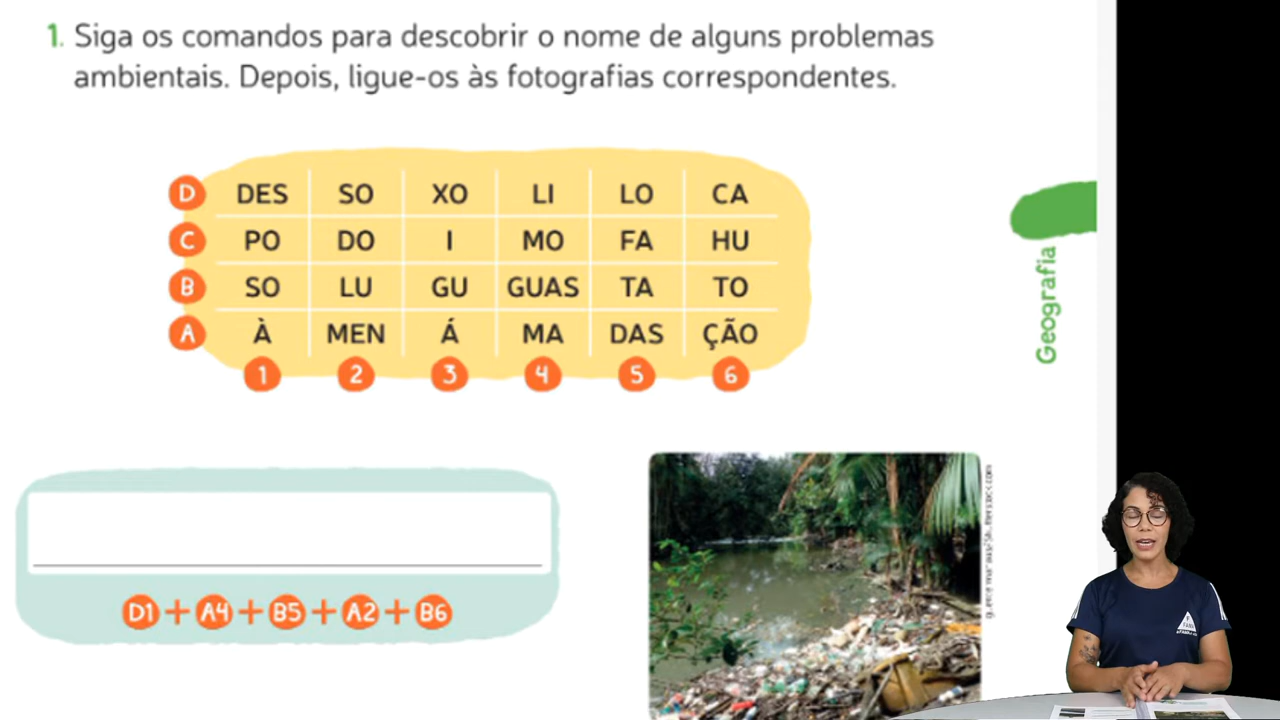 1. Siga os comandos para descobrir o nome de alguns problemas
ambientais. Depois, ligue-os às fotografias correspondentes.
D DES SO XO LI LO CA
C PO DO I MO FA HU
B SO LU GU GUAS TA TO
A À MEN Á MA DAS ÇÃO
1 2 3 4 5 6
Geografia
D1 + A4 + B5 + A2 + B6